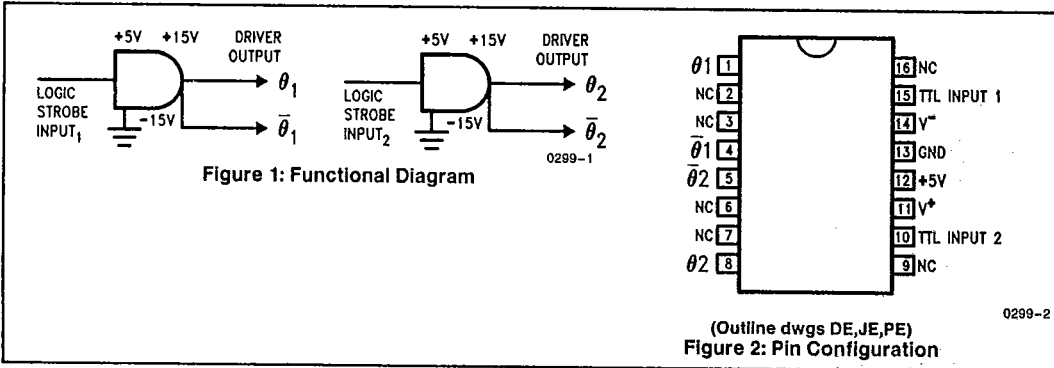 +5V +15V DRIVER OUTPUT
LOGIC STROBE INPUT₁
-15V
θ₁
θ̅₁
+5V +15V DRIVER OUTPUT
LOGIC STROBE INPUT₂
-15V
θ₂
θ̅₂
0299-1
Figure 1: Functional Diagram
θ1 1
NC 2
NC 3
θ̅1 4
θ̅2 5
NC 6
NC 7
θ2 8
16 NC
15 TTL INPUT 1
14 V⁻
13 GND
12 +5V
11 V⁺
10 TTL INPUT 2
9 NC
0299-2
(Outline dwgs DE,JE,PE)
Figure 2: Pin Configuration